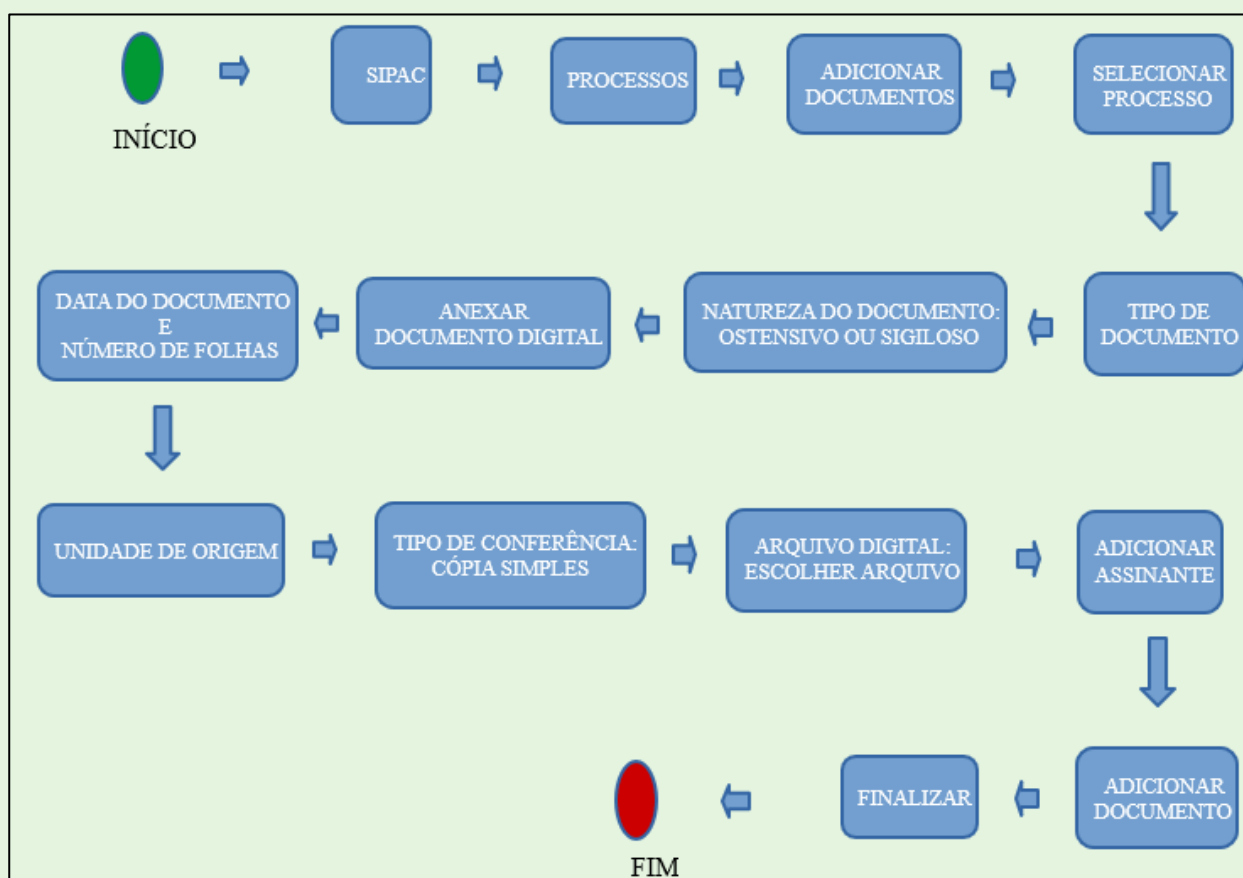 INÍCIO
SIPAC
PROCESSOS
ADICIONAR
DOCUMENTOS
SELECIONAR
PROCESSO
TIPO DE
DOCUMENTO
NATUREZA DO DOCUMENTO:
OSTENSIVO OU SIGILOSO
ANEXAR
DOCUMENTO DIGITAL
DATA DO DOCUMENTO
E
NÚMERO DE FOLHAS
UNIDADE DE ORIGEM
TIPO DE CONFERÊNCIA:
CÓPIA SIMPLES
ARQUIVO DIGITAL:
ESCOLHER ARQUIVO
ADICIONAR
ASSINANTE
ADICIONAR
DOCUMENTO
FINALIZAR
FIM